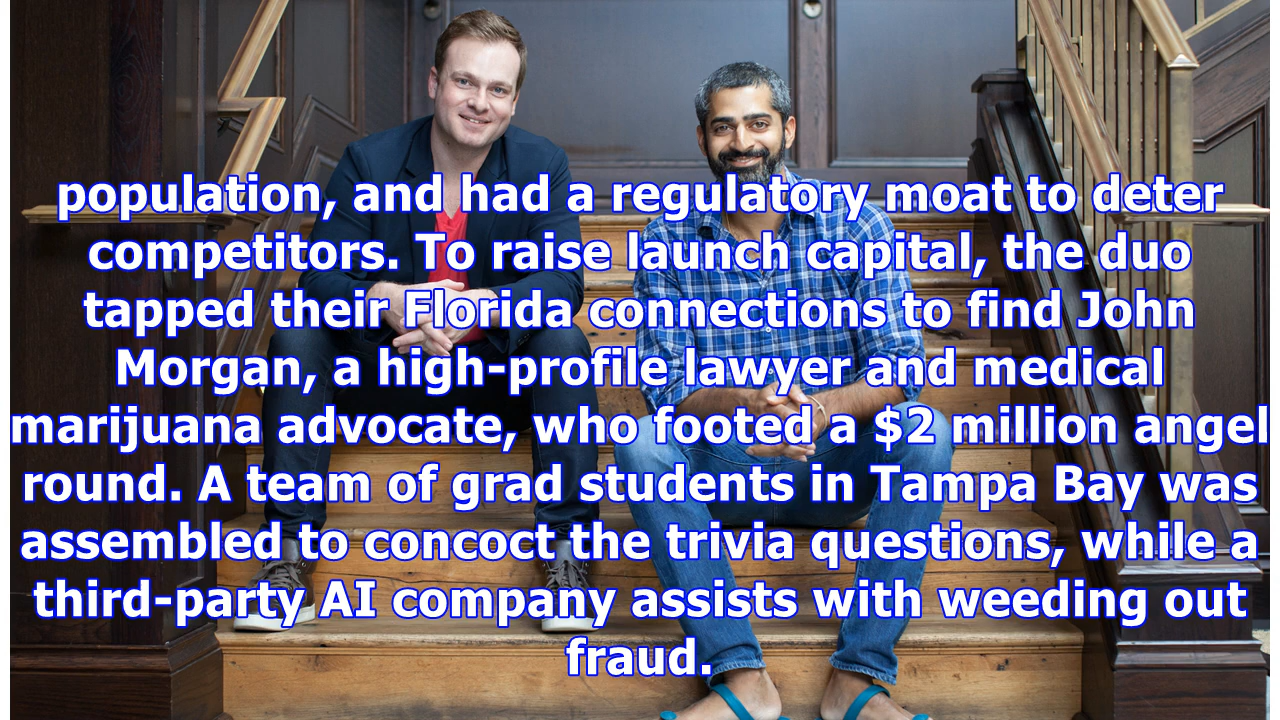 population, and had a regulatory moat to deter
competitors. To raise launch capital, the duo
tapped their Florida connections to find John
Morgan, a high-profile lawyer and medical
marijuana advocate, who footed a $2 million angel
round. A team of grad students in Tampa Bay was
assembled to concoct the trivia questions, while a
third-party AI company assists with weeding out
fraud.